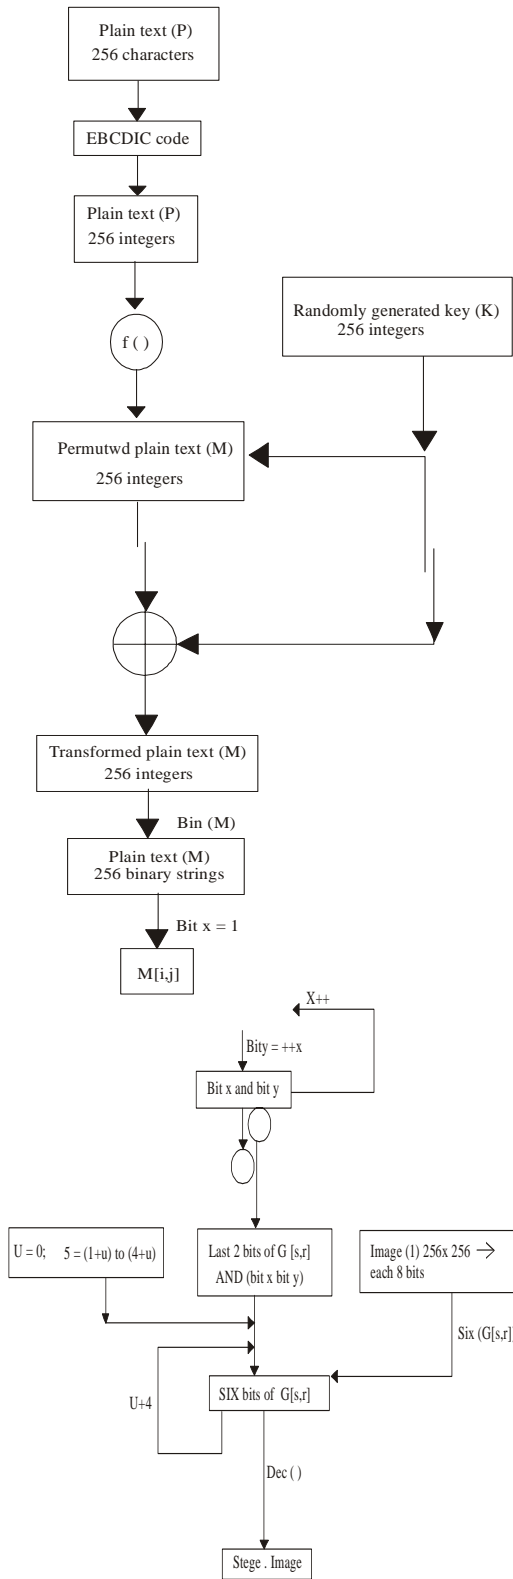 Plain text (P)
256 characters
EBCDIC code
Plain text (P)
256 integers
Randomly generated key (K)
256 integers
f ( )
Permutwd plain text (M)
256 integers
Transformed plain text (M)
256 integers
Bin (M)
Plain text (M)
256 binary strings
Bit x = 1
M[i,j]
X++
Bity = ++x
Bit x and bit y
U = 0; 5 = (1+u) to (4+u)
Last 2 bits of G [s,r]
AND (bit x bit y)
Image (1) 256x 256 →
each 8 bits
Six (G[s,r])
SIX bits of G[s,r]
U+4
Dec ( )
Stege . Image